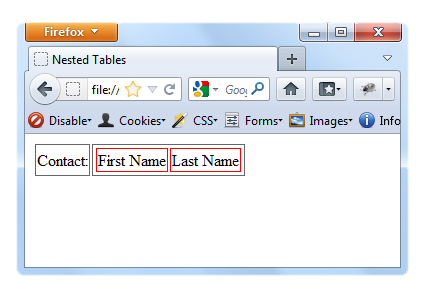 Firefox
Nested Tables
file://
Goo
Disable Cookies CSS Forms Images Info
Contact: First Name Last Name